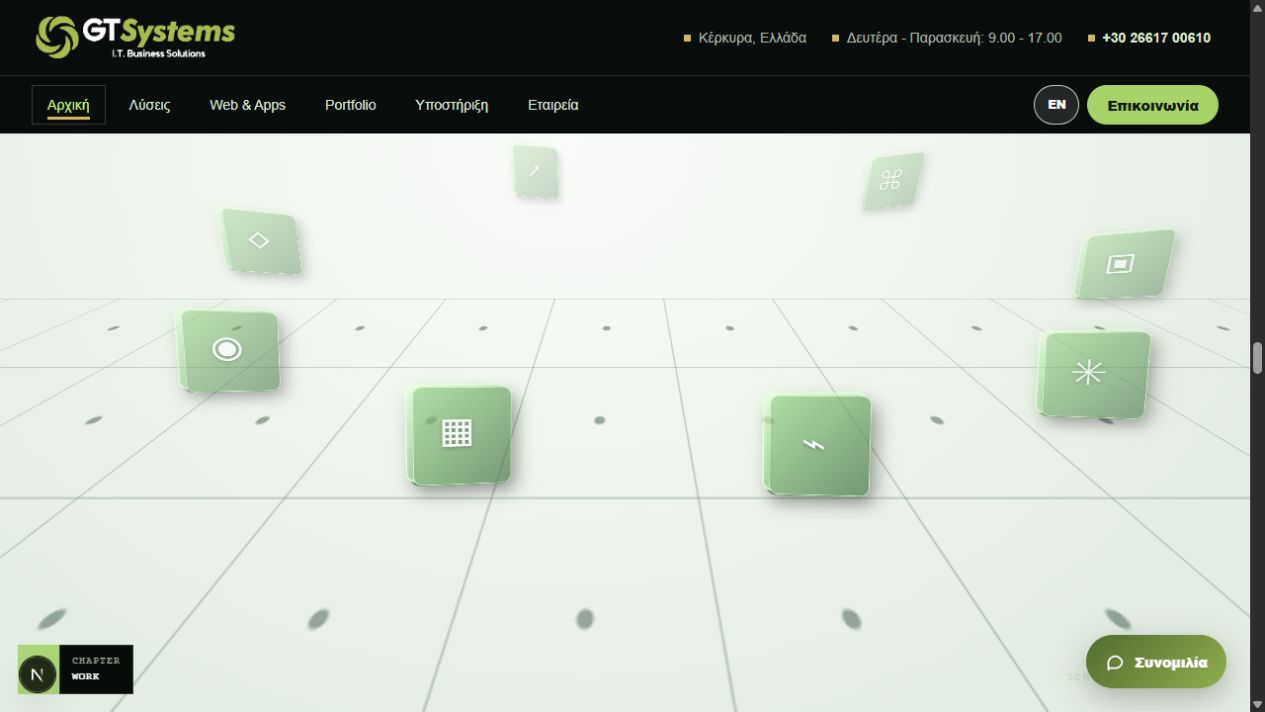 GTSystems
I.T. Business Solutions
Κέρκυρα, Ελλάδα
Δευτέρα - Παρασκευή: 9.00 - 17.00
+30 26617 00610
Αρχική
Λύσεις
Web & Apps
Portfolio
Υποστήριξη
Εταιρεία
EN
Επικοινωνία
N
CHAPTER
WORK
Συνομιλία